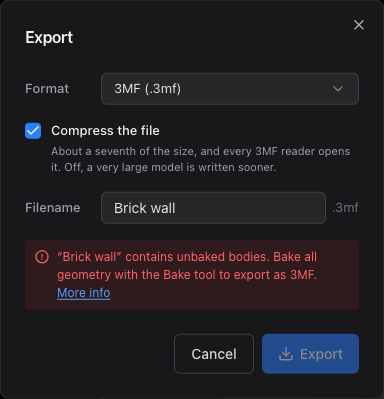 Export
Format
3MF (.3mf)
Compress the file
About a seventh of the size, and every 3MF reader opens
it. Off, a very large model is written sooner.
Filename
Brick wall
.3mf
“Brick wall” contains unbaked bodies. Bake all
geometry with the Bake tool to export as 3MF.
More info
Cancel
Export